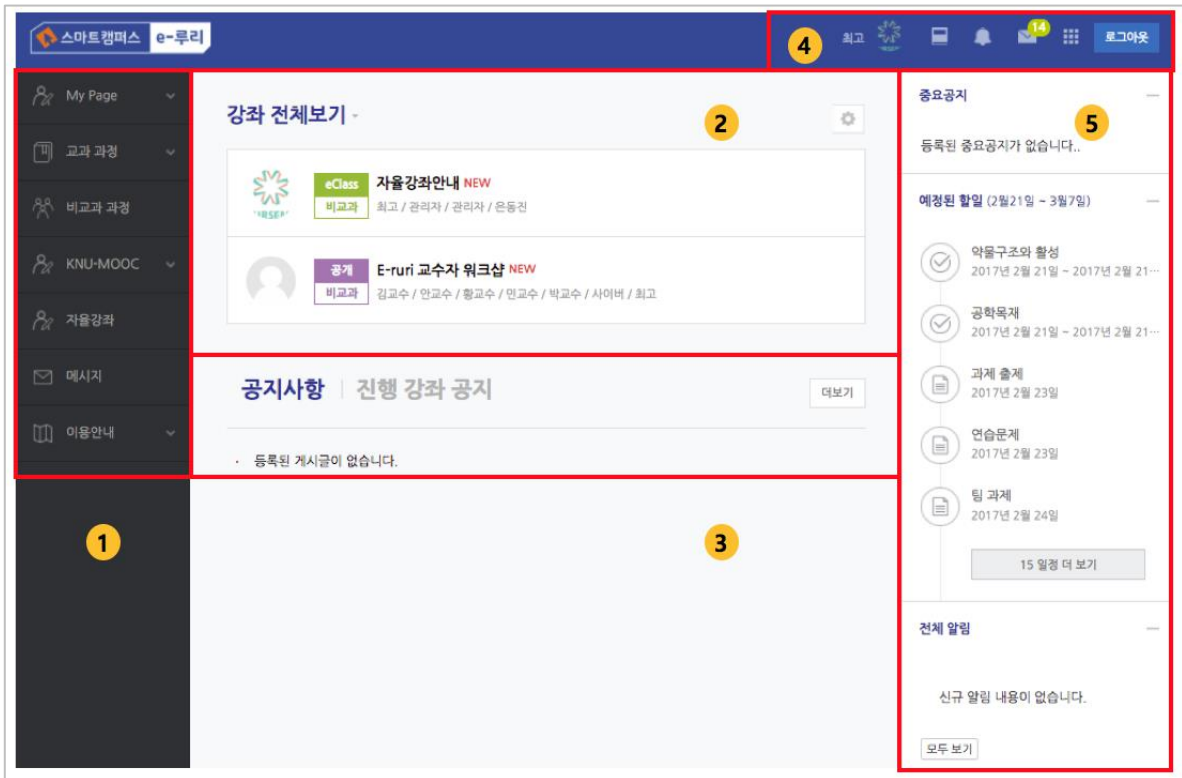 스마트캠퍼스 e-루리
4
최고
14
로그아웃
My Page
교과 과정
비교과 과정
KNU-MOOC
자율강좌
메시지
이용안내
1
강좌 전체보기
2
eClass 자율강좌안내 NEW
비교과 최고 / 관리자 / 관리자 / 은동진
공개 E-ruri 교수자 워크샵 NEW
비교과 김교수 / 안교수 / 황교수 / 민교수 / 박교수 / 사이버 / 최고
공지사항 | 진행 강좌 공지
더보기
· 등록된 게시글이 없습니다.
3
중요공지
5
등록된 중요공지가 없습니다..
예정된 할일 (2월21일 ~ 3월7일)
약물구조와 활성
2017년 2월 21일 ~ 2017년 2월 21···
공학목재
2017년 2월 21일 ~ 2017년 2월 21···
과제 출제
2017년 2월 23일
연습문제
2017년 2월 23일
팀 과제
2017년 2월 24일
15 일정 더 보기
전체 알림
신규 알림 내용이 없습니다.
모두 보기